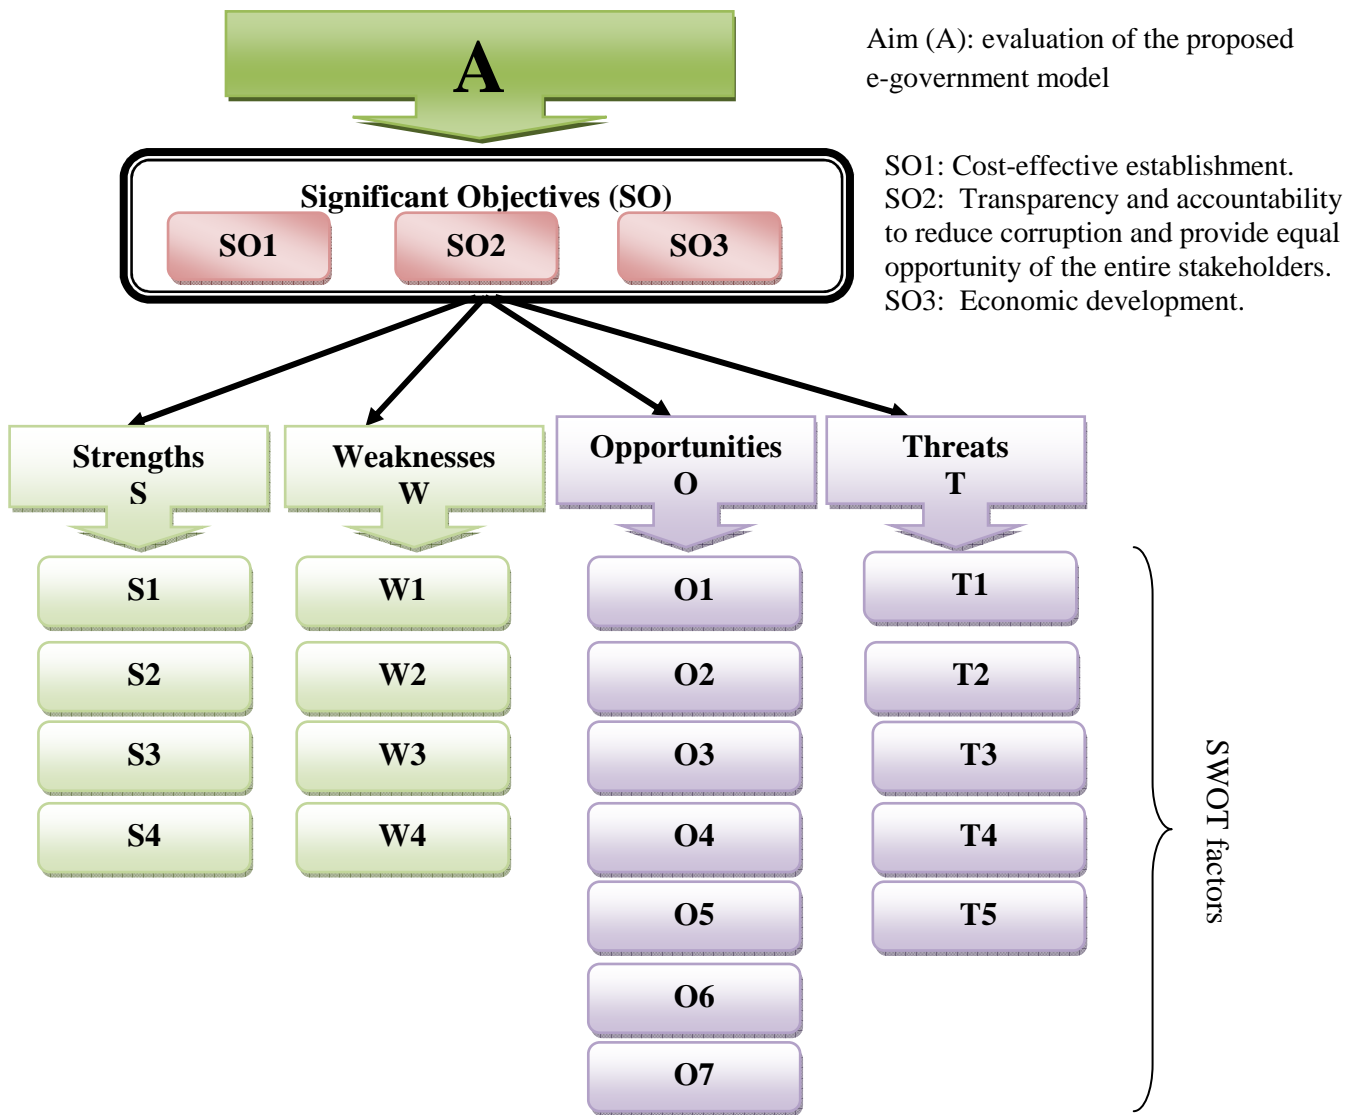 A
Aim (A): evaluation of the proposed
e-government model
Significant Objectives (SO)
SO1
SO2
SO3
SO1: Cost-effective establishment.
SO2: Transparency and accountability
to reduce corruption and provide equal
opportunity of the entire stakeholders.
SO3: Economic development.
Strengths
S
Weaknesses
W
Opportunities
O
Threats
T
S1
S2
S3
S4
W1
W2
W3
W4
O1
O2
O3
O4
O5
O6
O7
T1
T2
T3
T4
T5
SWOT factors